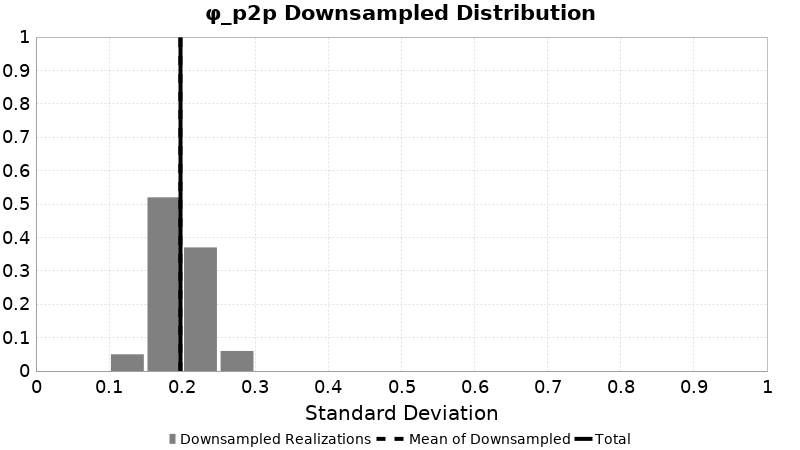 φ_p2p Downsampled Distribution
1
0.9
0.8
0.7
0.6
0.5
0.4
0.3
0.2
0.1
0
0 0.1 0.2 0.3 0.4 0.5 0.6 0.7 0.8 0.9 1
Standard Deviation
Downsampled Realizations Mean of Downsampled Total